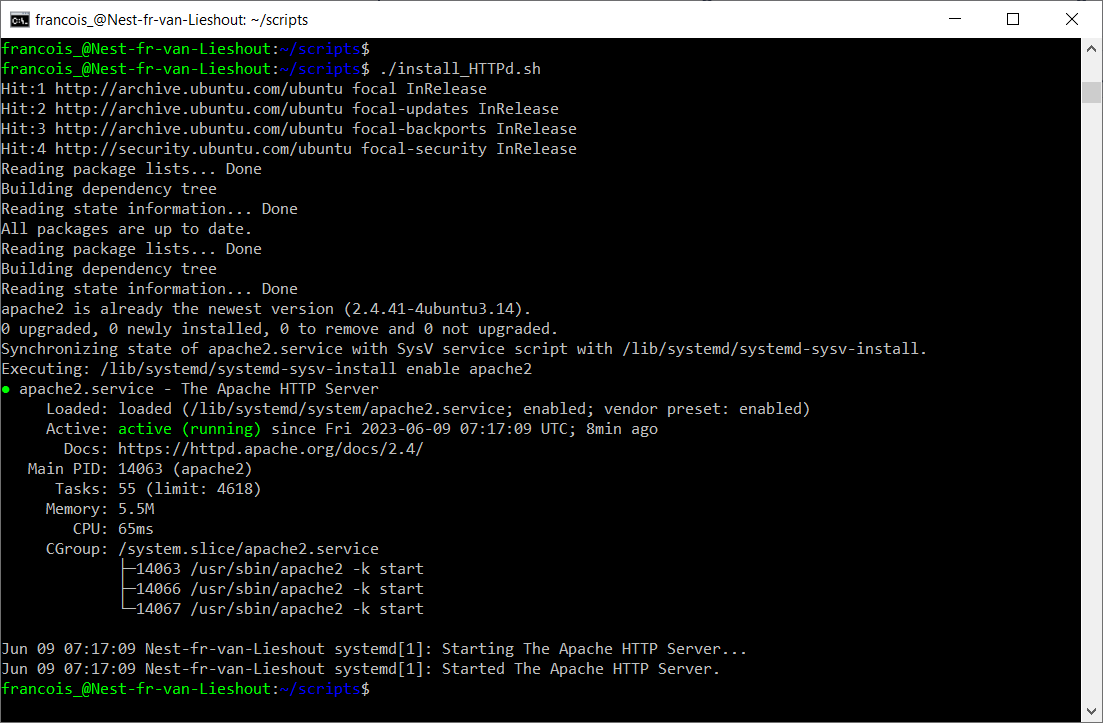 francois_@Nest-fr-van-Lieshout: ~/scripts
francois_@Nest-fr-van-Lieshout:~/scripts$
francois_@Nest-fr-van-Lieshout:~/scripts$ ./install_HTTPd.sh
Hit:1 http://archive.ubuntu.com/ubuntu focal InRelease
Hit:2 http://archive.ubuntu.com/ubuntu focal-updates InRelease
Hit:3 http://archive.ubuntu.com/ubuntu focal-backports InRelease
Hit:4 http://security.ubuntu.com/ubuntu focal-security InRelease
Reading package lists... Done
Building dependency tree
Reading state information... Done
All packages are up to date.
Reading package lists... Done
Building dependency tree
Reading state information... Done
apache2 is already the newest version (2.4.41-4ubuntu3.14).
0 upgraded, 0 newly installed, 0 to remove and 0 not upgraded.
Synchronizing state of apache2.service with SysV service script with /lib/systemd/systemd-sysv-install.
Executing: /lib/systemd/systemd-sysv-install enable apache2
● apache2.service - The Apache HTTP Server
     Loaded: loaded (/lib/systemd/system/apache2.service; enabled; vendor preset: enabled)
     Active: active (running) since Fri 2023-06-09 07:17:09 UTC; 8min ago
       Docs: https://httpd.apache.org/docs/2.4/
   Main PID: 14063 (apache2)
      Tasks: 55 (limit: 4618)
     Memory: 5.5M
        CPU: 65ms
     CGroup: /system.slice/apache2.service
             ├─14063 /usr/sbin/apache2 -k start
             ├─14066 /usr/sbin/apache2 -k start
             └─14067 /usr/sbin/apache2 -k start
Jun 09 07:17:09 Nest-fr-van-Lieshout systemd[1]: Starting The Apache HTTP Server...
Jun 09 07:17:09 Nest-fr-van-Lieshout systemd[1]: Started The Apache HTTP Server.
francois_@Nest-fr-van-Lieshout:~/scripts$